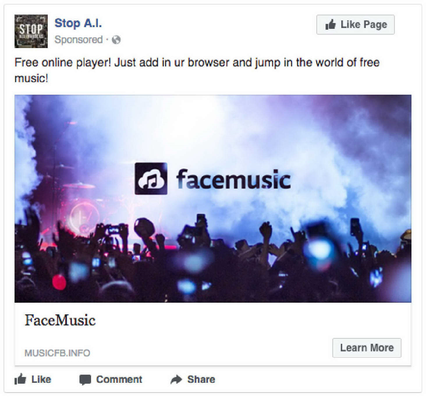 Stop A.I.
Like Page
Sponsored ·
Free online player! Just add in ur browser and jump in the world of free
music!
facemusic
FaceMusic
MUSICFB.INFO
Learn More
Like Comment Share